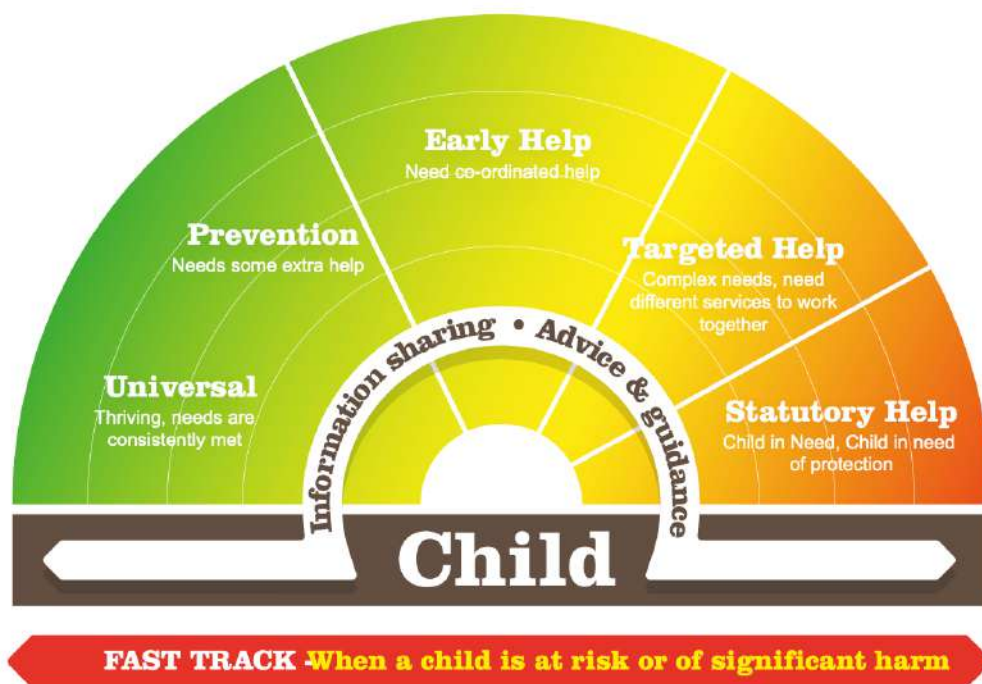 Early Help
Need co-ordinated help
Prevention
Needs some extra help
Targeted Help
Complex needs, need
different services to work
together
Universal
Thriving, needs are
consistently met
Statutory Help
Child in Need, Child in need
of protection
Information sharing • Advice & guidance
Child
FAST TRACK -When a child is at risk or of significant harm